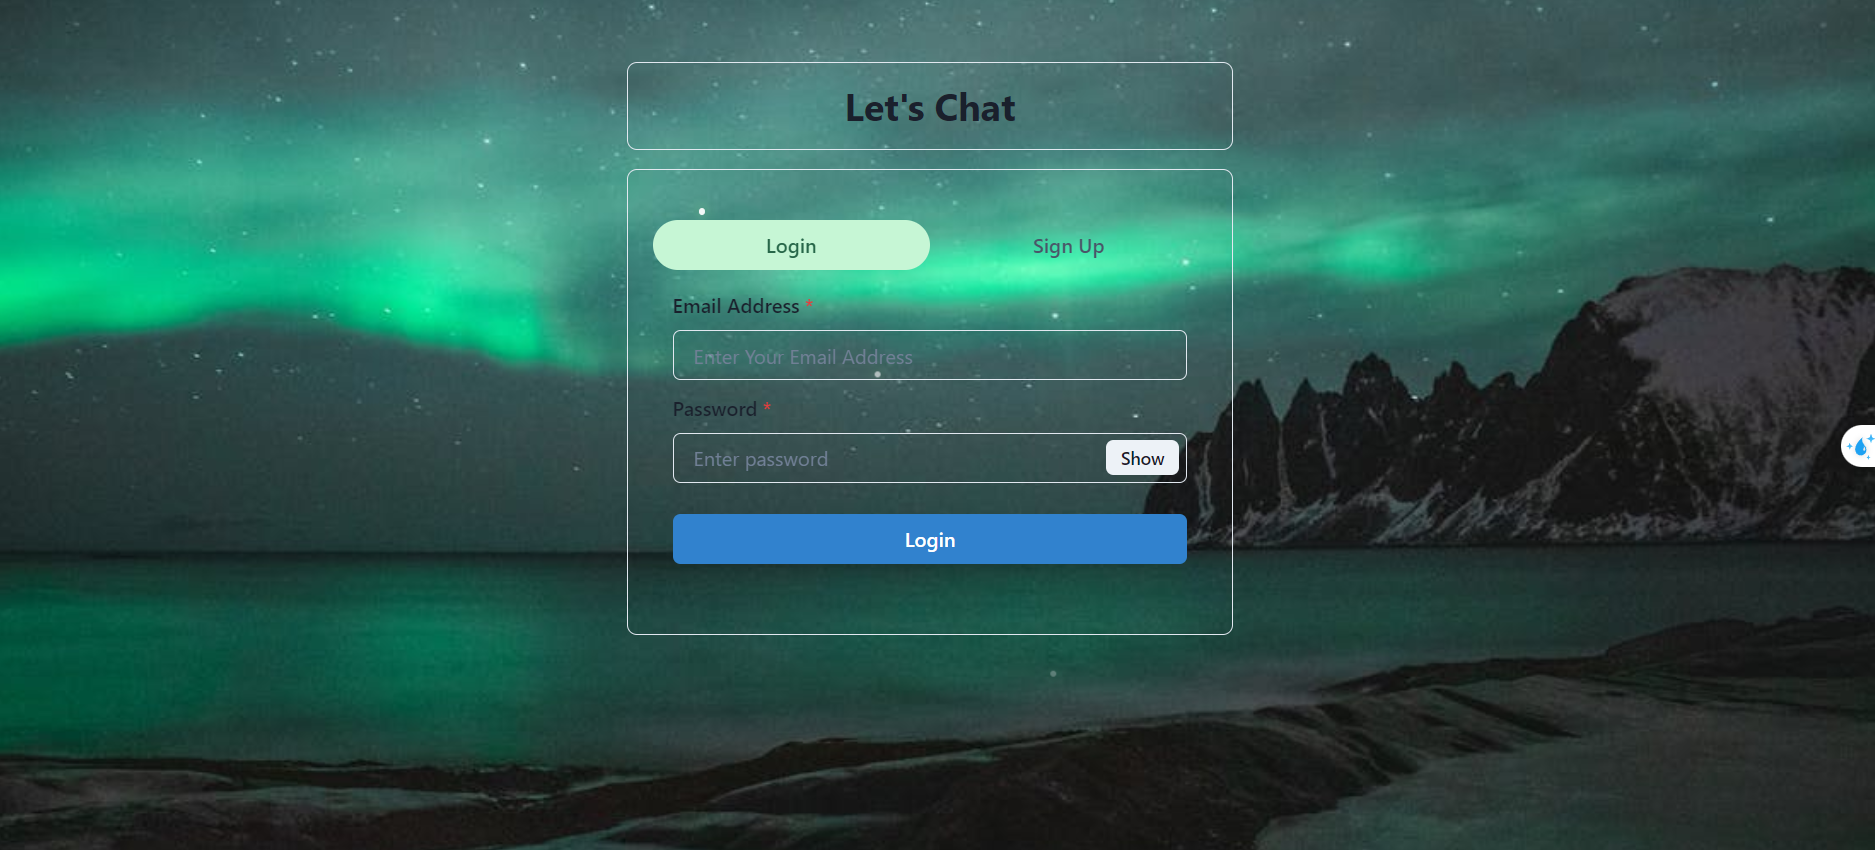 Let's Chat
Login
Sign Up
Email Address *
Enter Your Email Address
Password *
Enter password
Show
Login